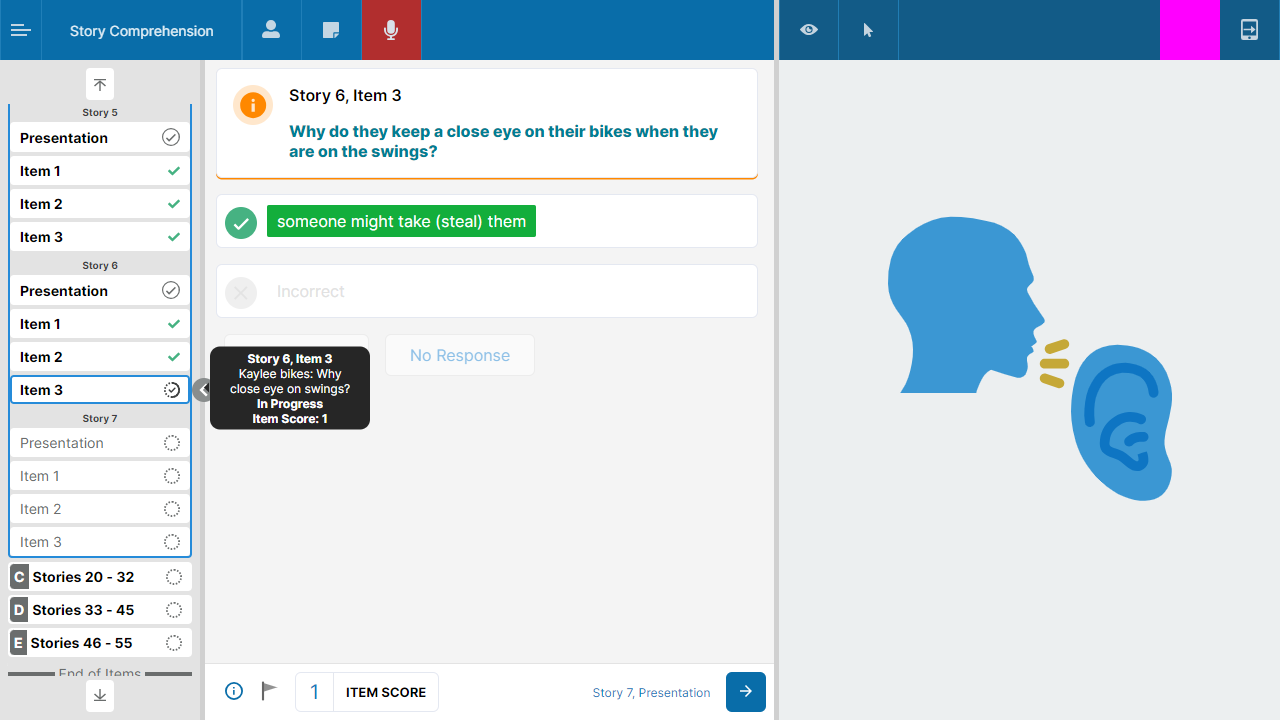 Story Comprehension
Story 5
Presentation
Item 1
Item 2
Item 3
Story 6
Presentation
Item 1
Item 2
Item 3
Story 7
Presentation
Item 1
Item 2
Item 3
C Stories 20 - 32
D Stories 33 - 45
E Stories 46 - 55
End of Items
Story 6, Item 3
Why do they keep a close eye on their bikes when they
are on the swings?
someone might take (steal) them
Incorrect
No Response
Story 6, Item 3
Kaylee bikes: Why
close eye on swings?
In Progress
Item Score: 1
1 ITEM SCORE
Story 7, Presentation